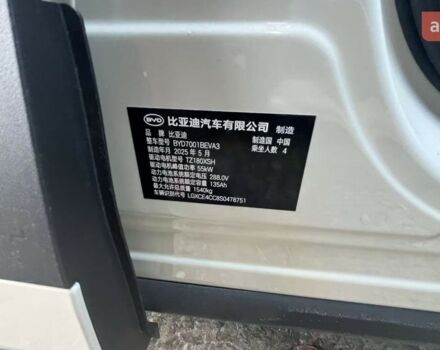 BYD 比亚迪汽车有限公司 制造
品 牌 比亚迪 制造国 中国
整车型号 BYD7001BEVA3 乘坐人数 4
制造年月 2025 年 5 月
驱动电机型号 TZ180XSH
驱动电机峰值功率 55kW
动力电池系统额定电压 288.0V
动力电池系统额定容量 135Ah
最大允许总质量 1540kg
车辆识别代号 LGXCE4CC8S0478751